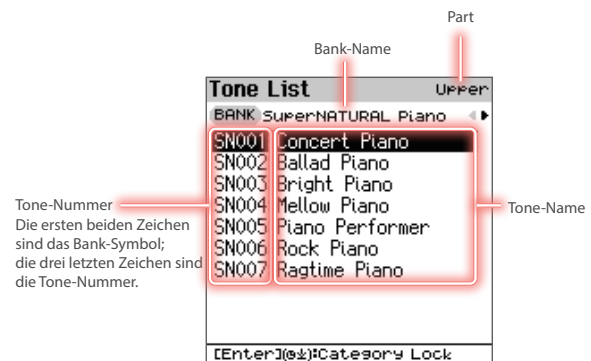 Part
Bank-Name
Tone List Upper
BANK SuperNATURAL Piano
SN001 Concert Piano
SN002 Ballad Piano
SN003 Bright Piano
SN004 Mellow Piano
SN005 Piano Performer
SN006 Rock Piano
SN007 Ragtime Piano
Tone-Nummer
Die ersten beiden Zeichen
sind das Bank-Symbol;
die drei letzten Zeichen sind
die Tone-Nummer.
Tone-Name
[Enter]:Category Lock